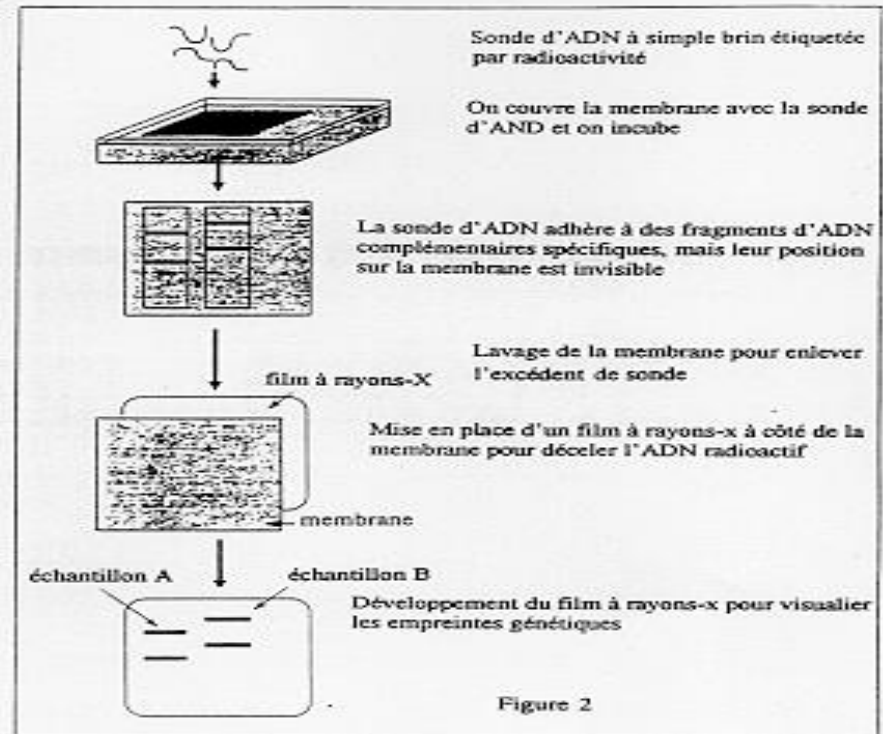 Sonde d'ADN à simple brin étiquetée
par radioactivité
On couvre la membrane avec la sonde
d'AND et on incube
La sonde d'ADN adhère à des fragments d'ADN
complémentaires spécifiques, mais leur position
sur la membrane est invisible
Lavage de la membrane pour enlever
l'excédent de sonde
film à rayons-X
Mise en place d'un film à rayons-x à côté de la
membrane pour déceler l'ADN radioactif
membrane
échantillon A
échantillon B
Développement du film à rayons-x pour visualier
les empreintes génétiques
Figure 2